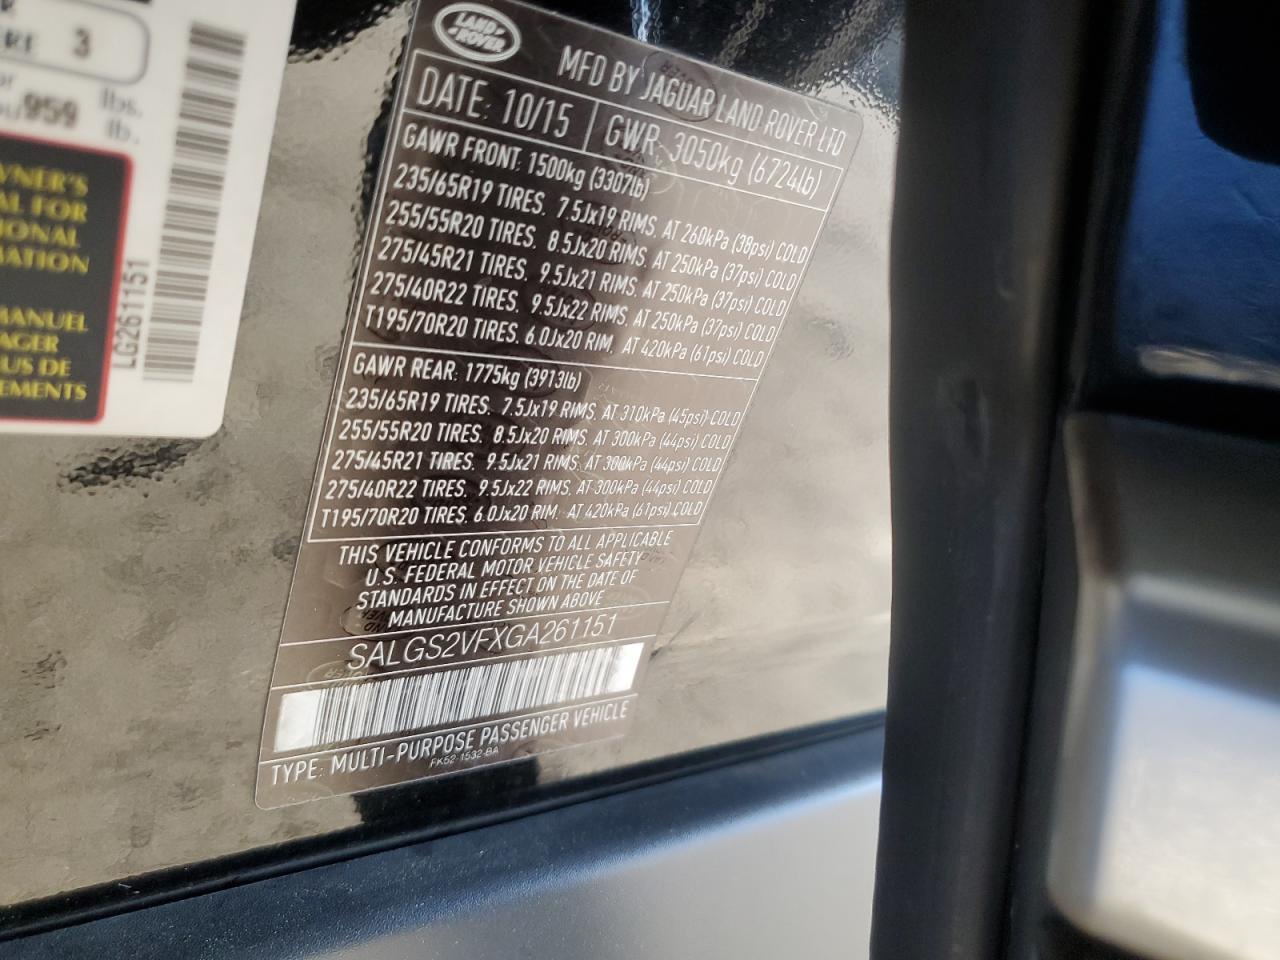 RE 3
959 lbs.
lb.
WNER'S
AL FOR
IONAL
MATION
MANUEL
AGER
US DE
EMENTS
LG261151
LAND ROVER
MFD BY JAGUAR LAND ROVER LTD
DATE: 10/15 GWR: 3050kg (6724lb)
GAWR FRONT: 1500kg (3307lb)
235/65R19 TIRES, 7.5Jx19 RIMS, AT 260kPa (38psi) COLD
255/55R20 TIRES, 8.5Jx20 RIMS, AT 250kPa (37psi) COLD
275/45R21 TIRES, 9.5Jx21 RIMS, AT 250kPa (37psi) COLD
275/40R22 TIRES, 9.5Jx22 RIMS, AT 250kPa (37psi) COLD
T195/70R20 TIRES, 6.0Jx20 RIM, AT 420kPa (61psi) COLD
GAWR REAR: 1775kg (3913lb)
235/65R19 TIRES, 7.5Jx19 RIMS, AT 310kPa (45psi) COLD
255/55R20 TIRES, 8.5Jx20 RIMS, AT 300kPa (44psi) COLD
275/45R21 TIRES, 9.5Jx21 RIMS, AT 300kPa (44psi) COLD
275/40R22 TIRES, 9.5Jx22 RIMS, AT 300kPa (44psi) COLD
T195/70R20 TIRES, 6.0Jx20 RIM, AT 420kPa (61psi) COLD
THIS VEHICLE CONFORMS TO ALL APPLICABLE
U.S. FEDERAL MOTOR VEHICLE SAFETY
STANDARDS IN EFFECT ON THE DATE OF
MANUFACTURE SHOWN ABOVE
SALGS2VFXGA261151
TYPE: MULTI-PURPOSE PASSENGER VEHICLE
FK52-1532-BA